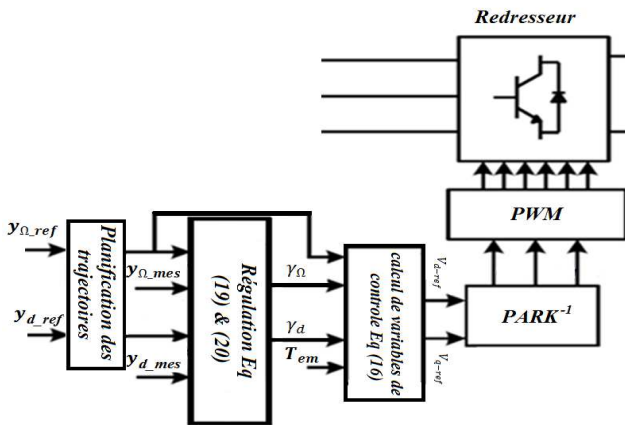 Redresseur
PWM
PARK⁻¹
y_Ω_ref
y_d_ref
Planification des
trajectoires
y_Ω_mes
y_d_mes
Régulation Eq
(19) & (20)
γ_Ω
γ_d
T_em
calcul de variables de
controle Eq (16)
V_d-ref
V_q-ref